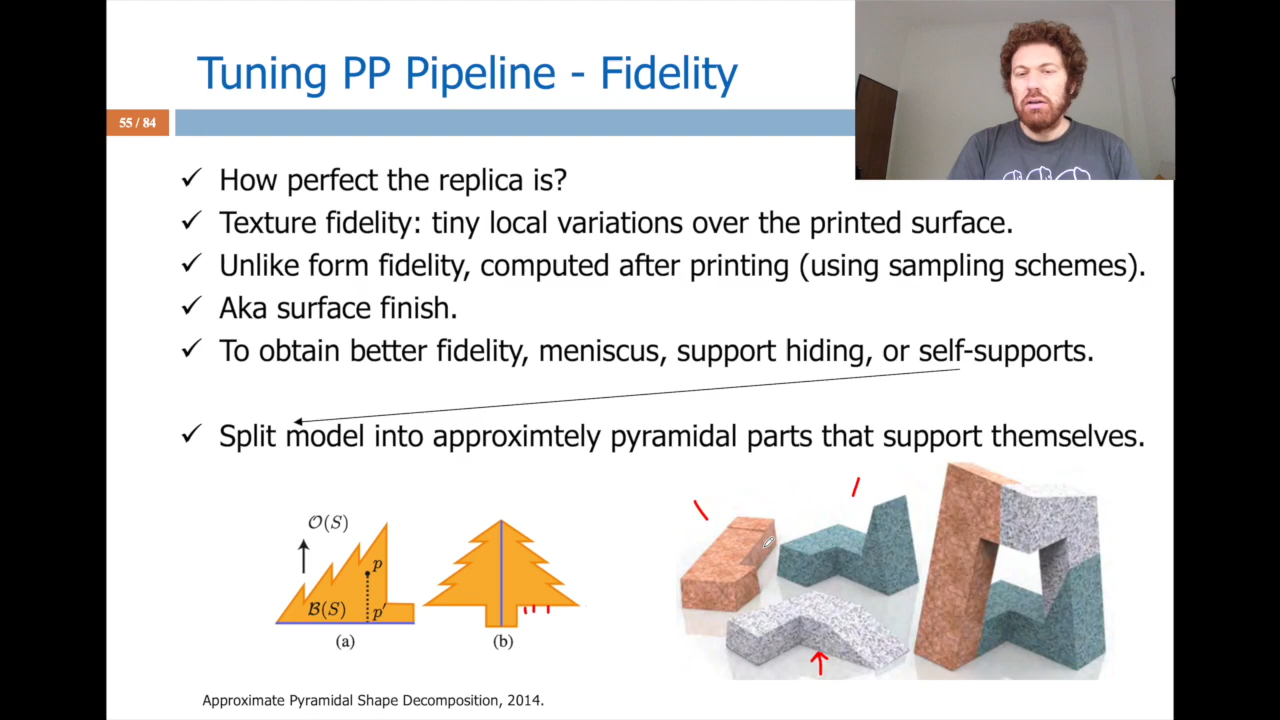 Tuning PP Pipeline - Fidelity
55 / 84
✓ How perfect the replica is?
✓ Texture fidelity: tiny local variations over the printed surface.
✓ Unlike form fidelity, computed after printing (using sampling schemes).
✓ Aka surface finish.
✓ To obtain better fidelity, meniscus, support hiding, or self-supports.
✓ Split model into approximtely pyramidal parts that support themselves.
O(S)
p
B(S)
p'
(a)
(b)
Approximate Pyramidal Shape Decomposition, 2014.